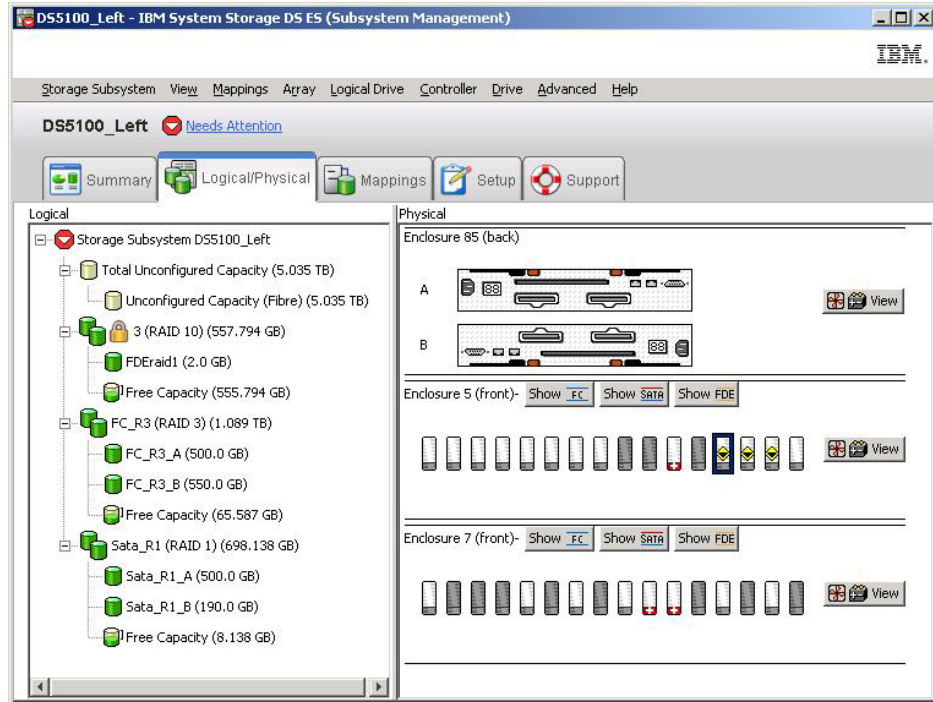 DS5100_Left - IBM System Storage DS ES (Subsystem Management)
IBM.
Storage Subsystem View Mappings Array Logical Drive Controller Drive Advanced Help
DS5100_Left Needs Attention
Summary Logical/Physical Mappings Setup Support
Logical
Storage Subsystem DS5100_Left
Total Unconfigured Capacity (5.035 TB)
Unconfigured Capacity (Fibre) (5.035 TB)
3 (RAID 10) (557.794 GB)
FDEraid1 (2.0 GB)
Free Capacity (555.794 GB)
FC_R3 (RAID 3) (1.089 TB)
FC_R3_A (500.0 GB)
FC_R3_B (550.0 GB)
Free Capacity (65.587 GB)
Sata_R1 (RAID 1) (698.138 GB)
Sata_R1_A (500.0 GB)
Sata_R1_B (190.0 GB)
Free Capacity (8.138 GB)
Physical
Enclosure 85 (back)
A 88 View
B 88
Enclosure 5 (front)- Show FC Show SATA Show FDE
View
Enclosure 7 (front)- Show FC Show SATA Show FDE
View